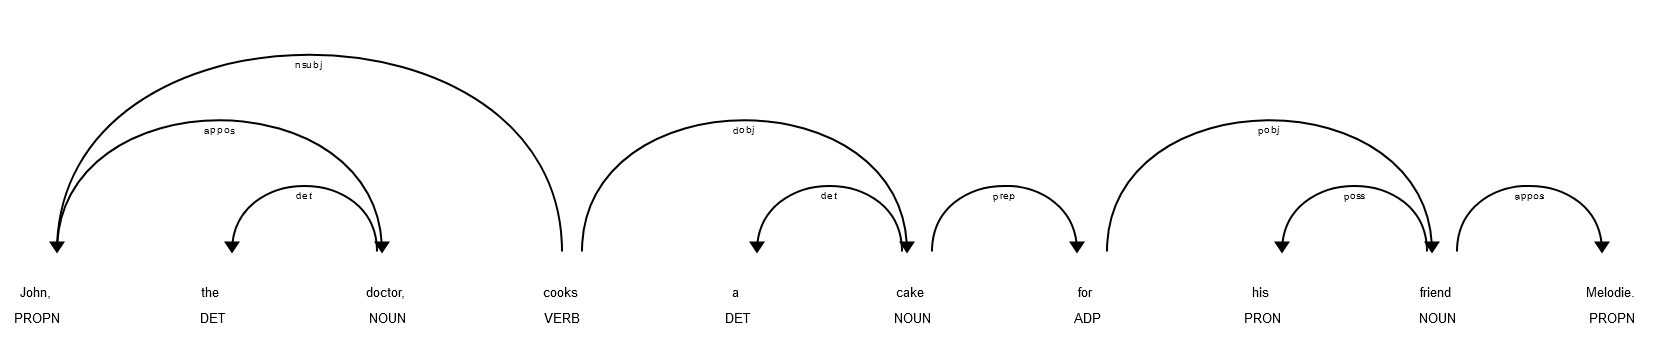 nsubj
appos dobj pobj
det det prep poss appos
John, the doctor, cooks a cake for his friend Melodie.
PROPN DET NOUN VERB DET NOUN ADP PRON NOUN PROPN